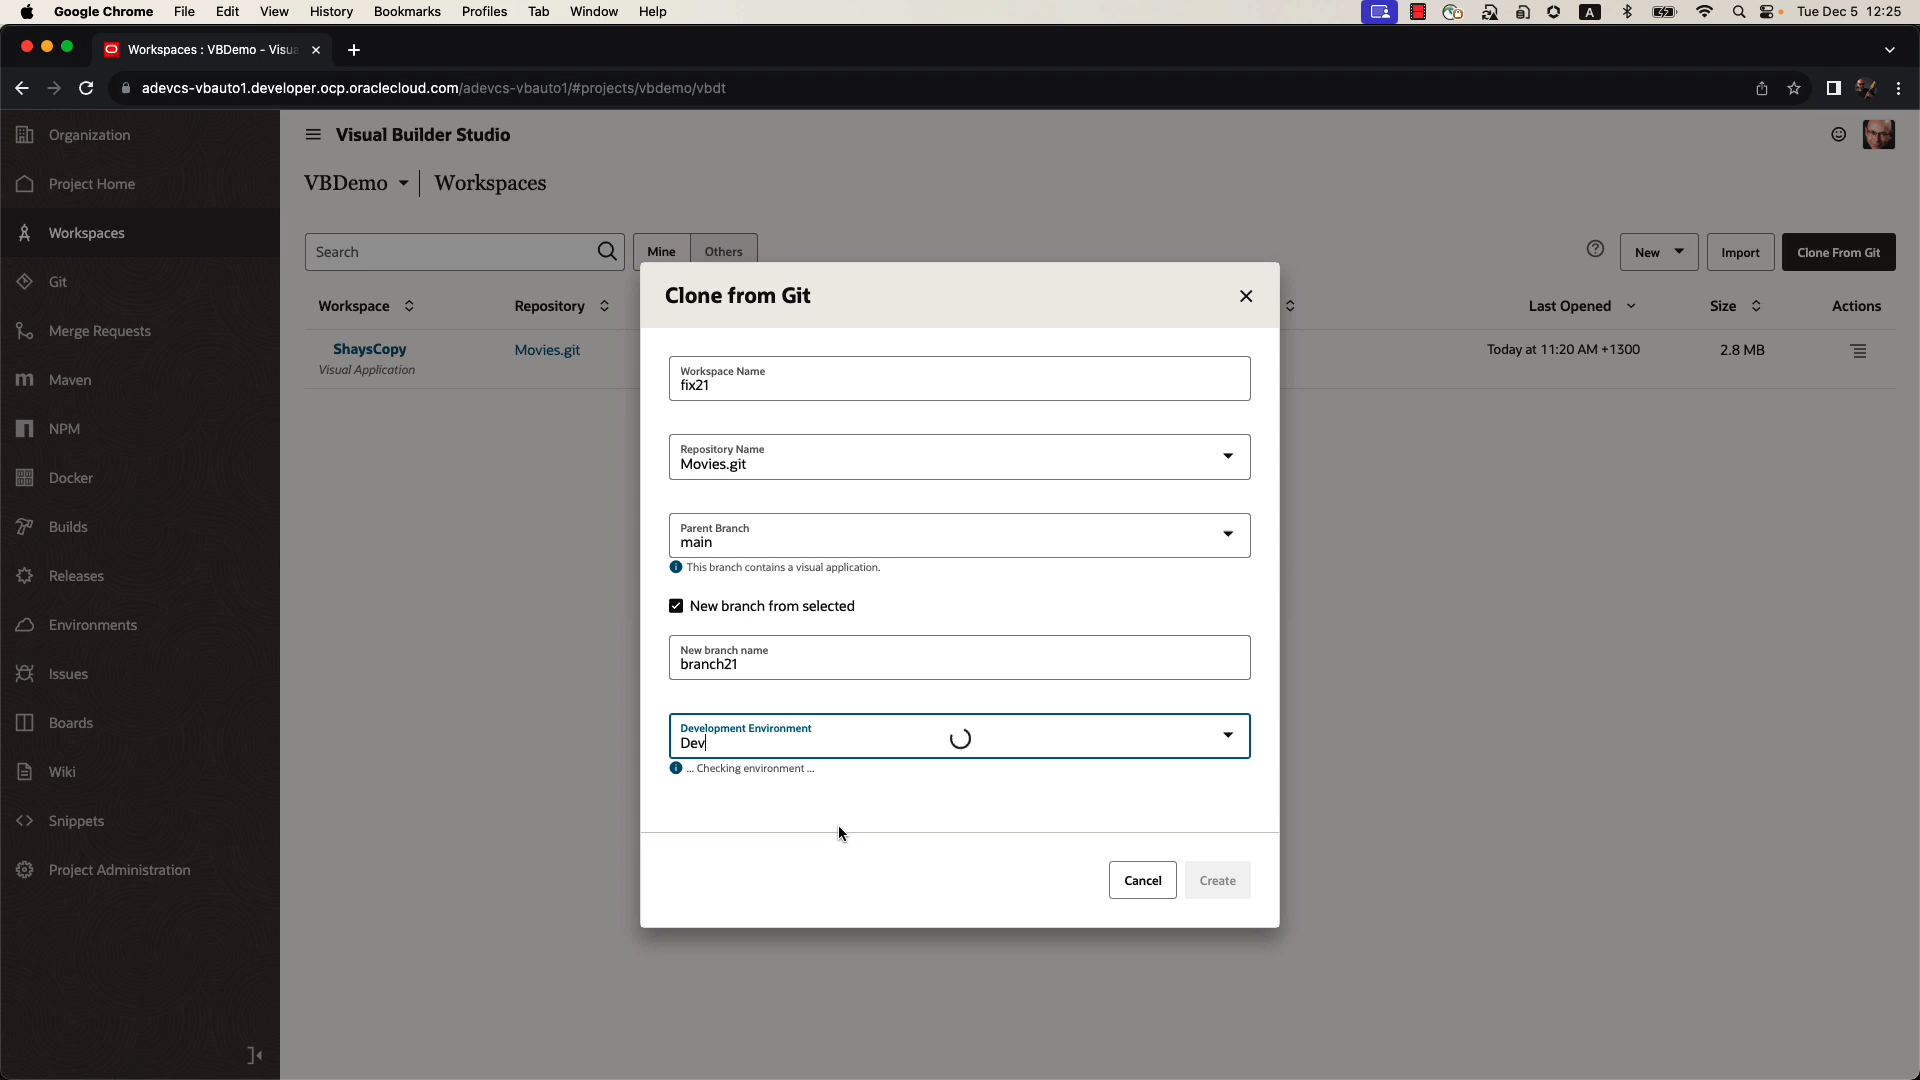 Google Chrome File Edit View History Bookmarks Profiles Tab Window Help A Tue Dec 5 12:25
Workspaces : VBDemo - Visua
adevcs-vbauto1.developer.ocp.oraclecloud.com/adevcs-vbauto1/#projects/vbdemo/vbdt
Organization
Project Home
Workspaces
Git
Merge Requests
Maven
NPM
Docker
Builds
Releases
Environments
Issues
Boards
Wiki
Snippets
Project Administration
Visual Builder Studio
VBDemo Workspaces
Search Mine Others New Import Clone From Git
Workspace Repository Last Opened Size Actions
ShaysCopy Movies.git Today at 11:20 AM +1300 2.8 MB
Visual Application
Clone from Git
Workspace Name
fix21
Repository Name
Movies.git
Parent Branch
main
This branch contains a visual application.
New branch from selected
New branch name
branch21
Development Environment
Dev
... Checking environment ...
Cancel Create